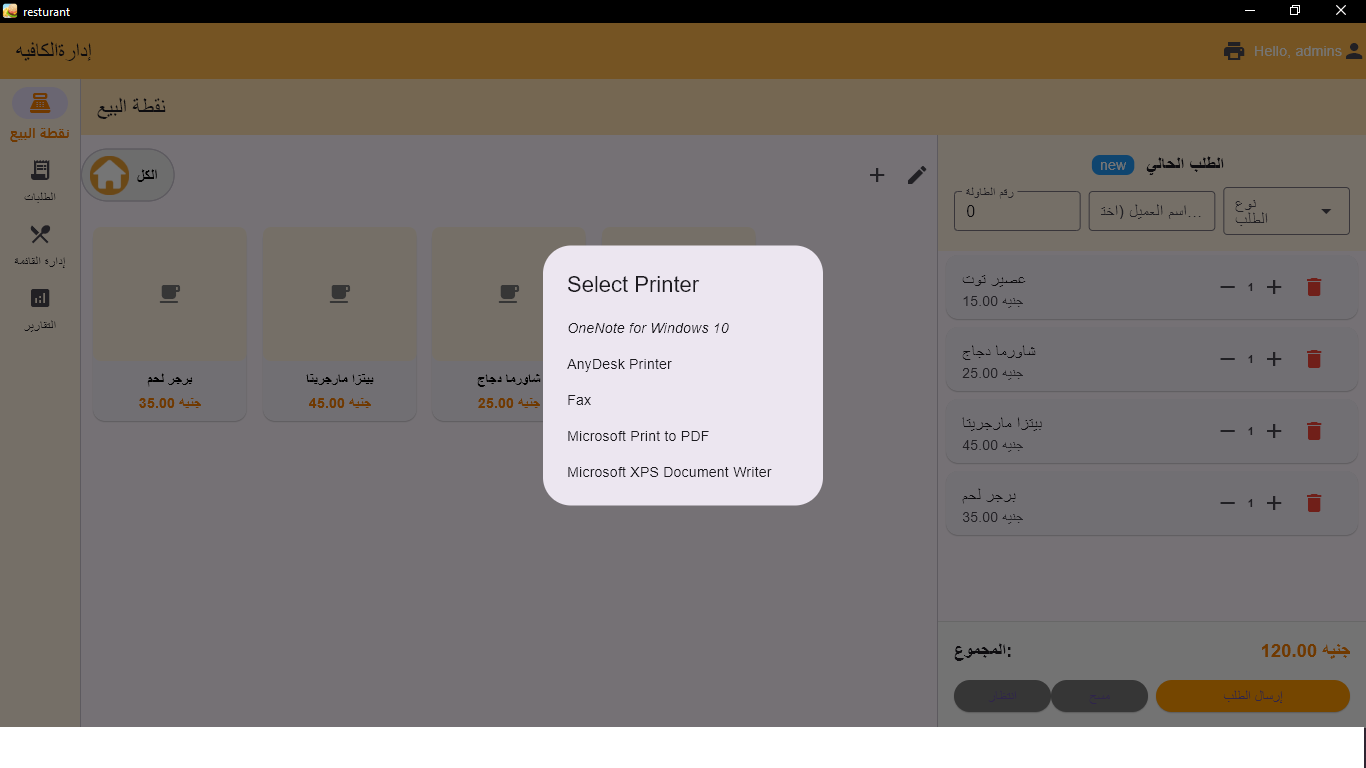 resturant
إدارةالكافيه
Hello, admins
نقطة البيع
الطلبات
إدارة القائمة
التقارير
نقطة البيع
الكل
برجر لحم
جنيه 35.00
بيتزا مارجريتا
جنيه 45.00
شاورما دجاج
جنيه 25.00
Select Printer
OneNote for Windows 10
AnyDesk Printer
Fax
Microsoft Print to PDF
Microsoft XPS Document Writer
الطلب الحالي new
نوع الطلب
اسم العميل (اخت...
رقم الطاولة
0
عصير توت
جنيه 15.00
1
شاورما دجاج
جنيه 25.00
1
بيتزا مارجريتا
جنيه 45.00
1
برجر لحم
جنيه 35.00
1
المجموع:
جنيه 120.00
انتظار
مسح
إرسال الطلب